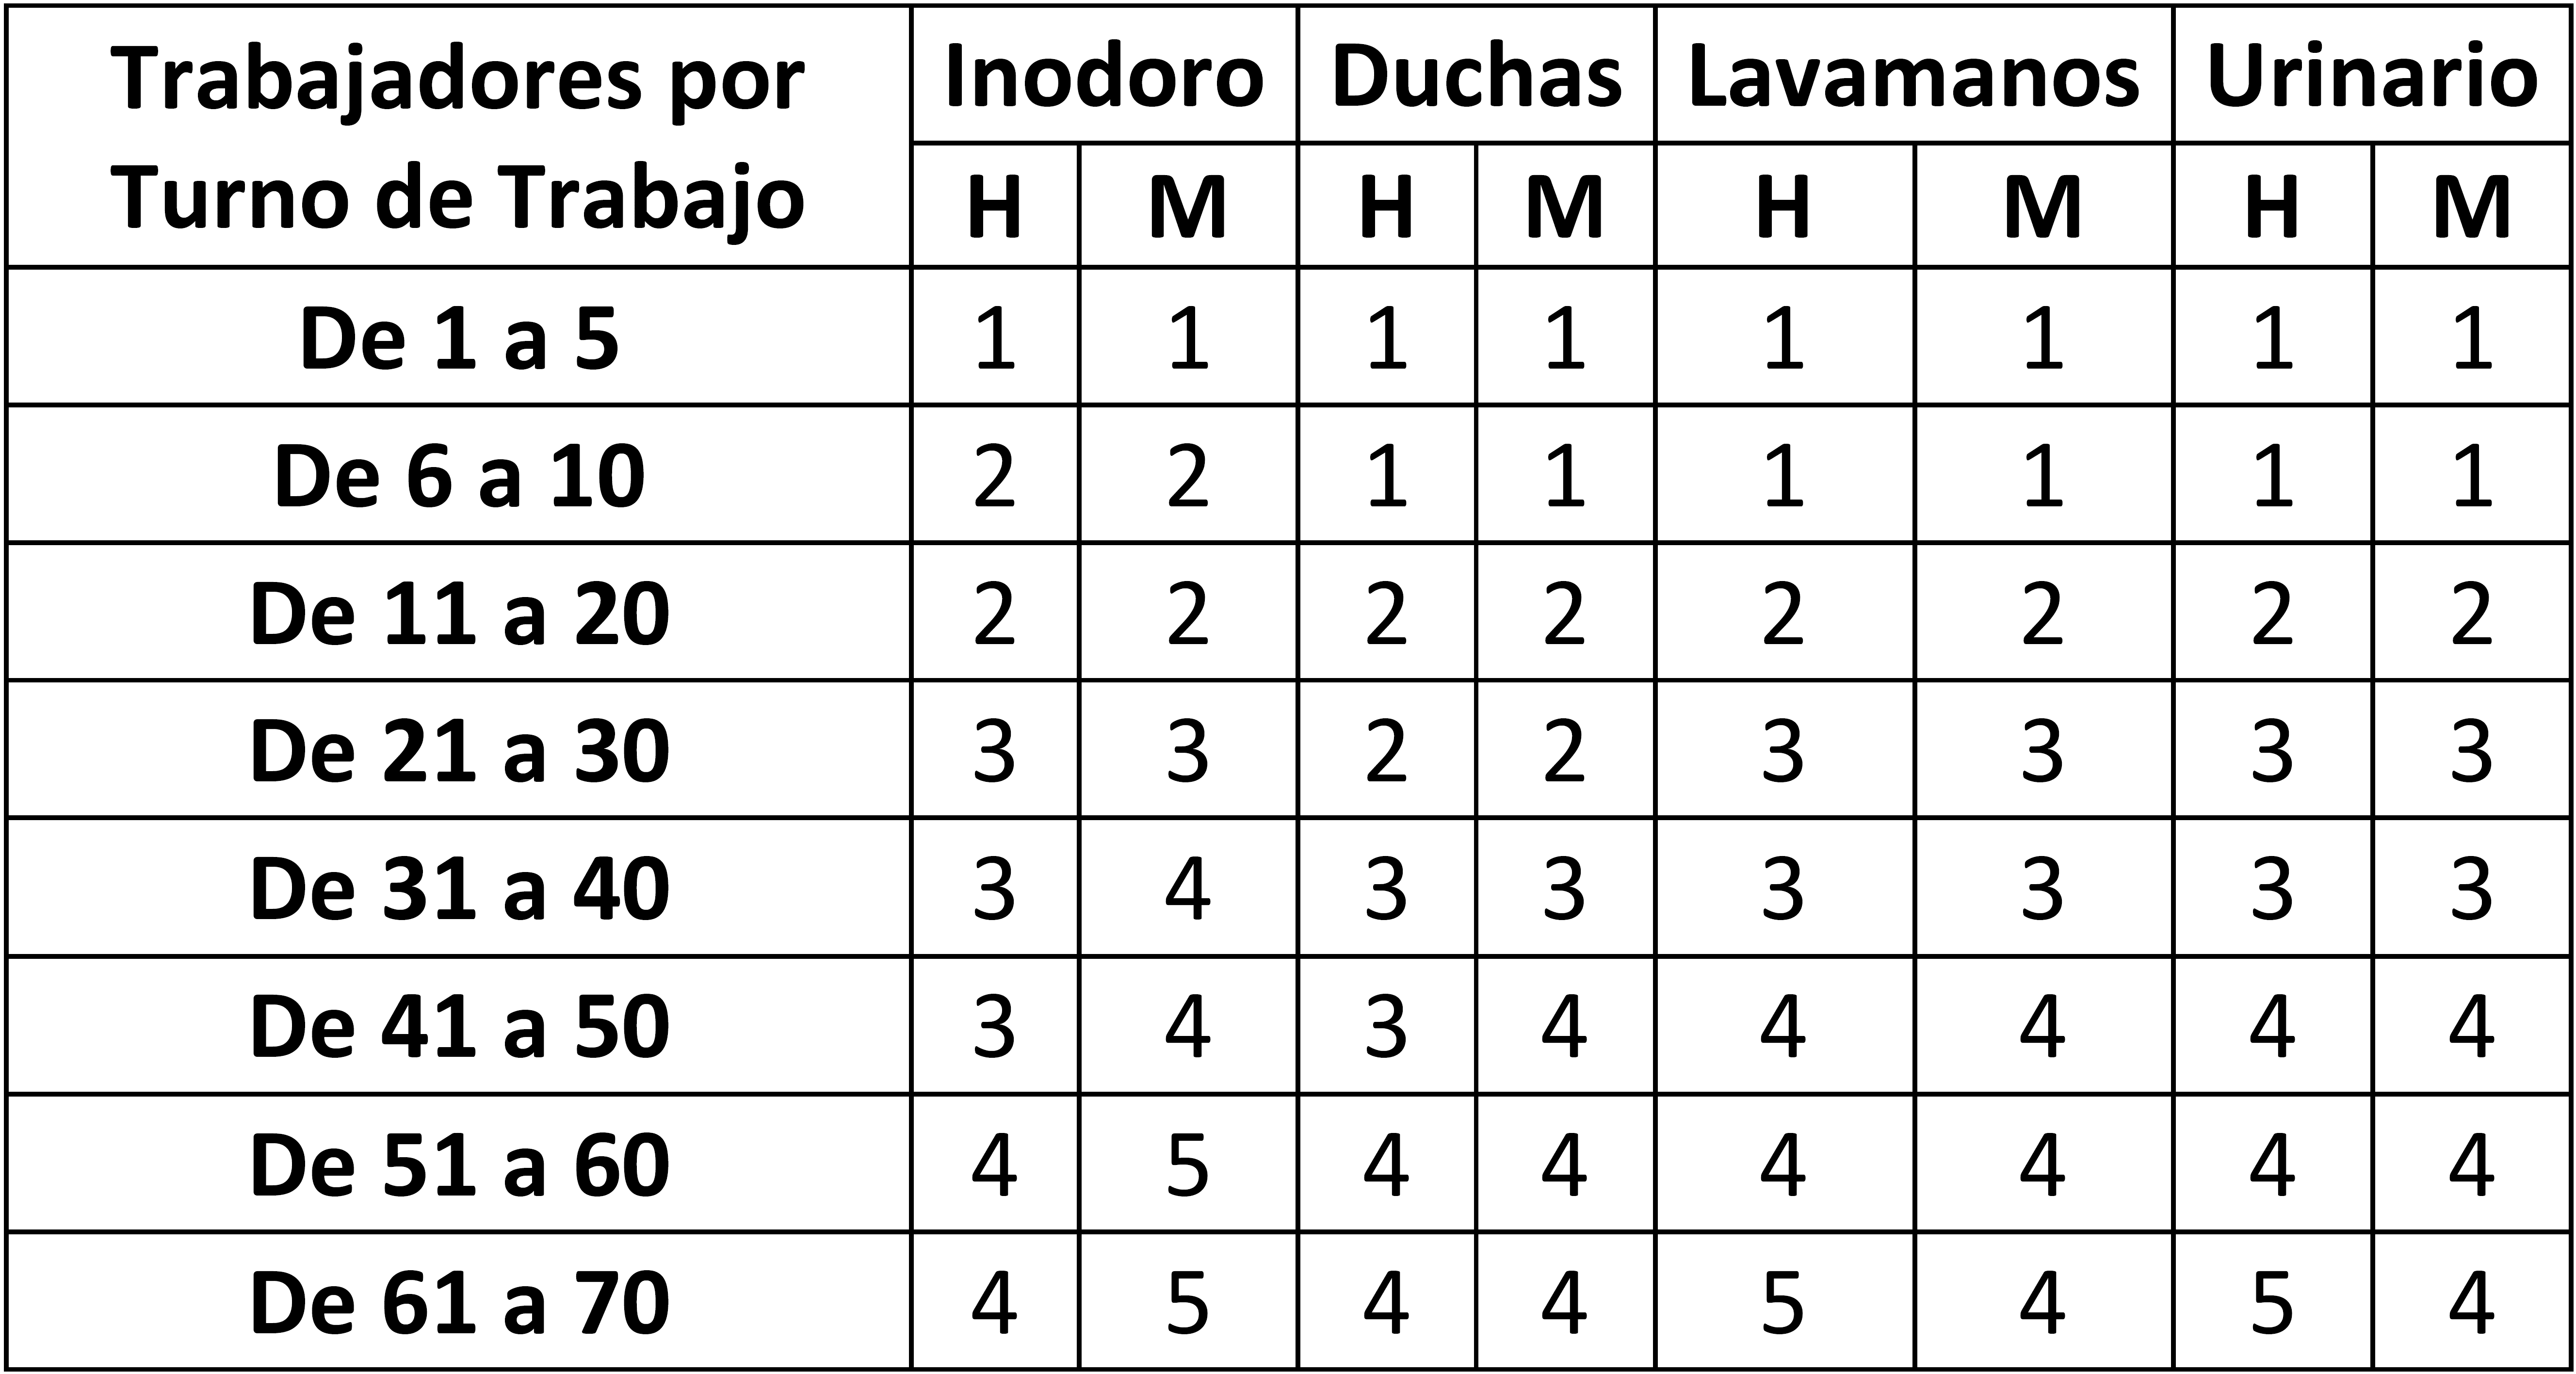 Trabajadores por
Turno de Trabajo
Inodoro Duchas Lavamanos Urinario
H M H M H M H M
De 1 a 5 1 1 1 1 1 1 1 1
De 6 a 10 2 2 1 1 1 1 1 1
De 11 a 20 2 2 2 2 2 2 2 2
De 21 a 30 3 3 2 2 3 3 3 3
De 31 a 40 3 4 3 3 3 3 3 3
De 41 a 50 3 4 3 4 4 4 4 4
De 51 a 60 4 5 4 4 4 4 4 4
De 61 a 70 4 5 4 4 5 4 5 4